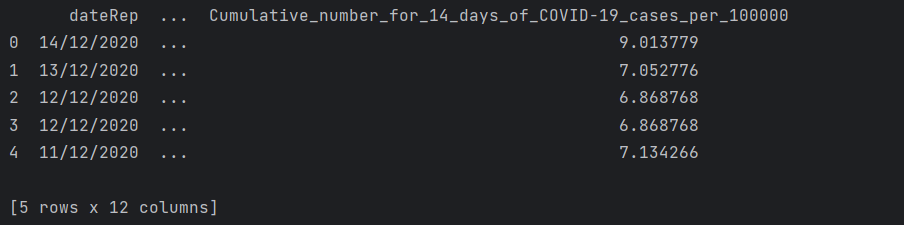 dateRep ... Cumulative_number_for_14_days_of_COVID-19_cases_per_100000
0 14/12/2020 ... 9.013779
1 13/12/2020 ... 7.052776
2 12/12/2020 ... 6.868768
3 12/12/2020 ... 6.868768
4 11/12/2020 ... 7.134266
[5 rows x 12 columns]